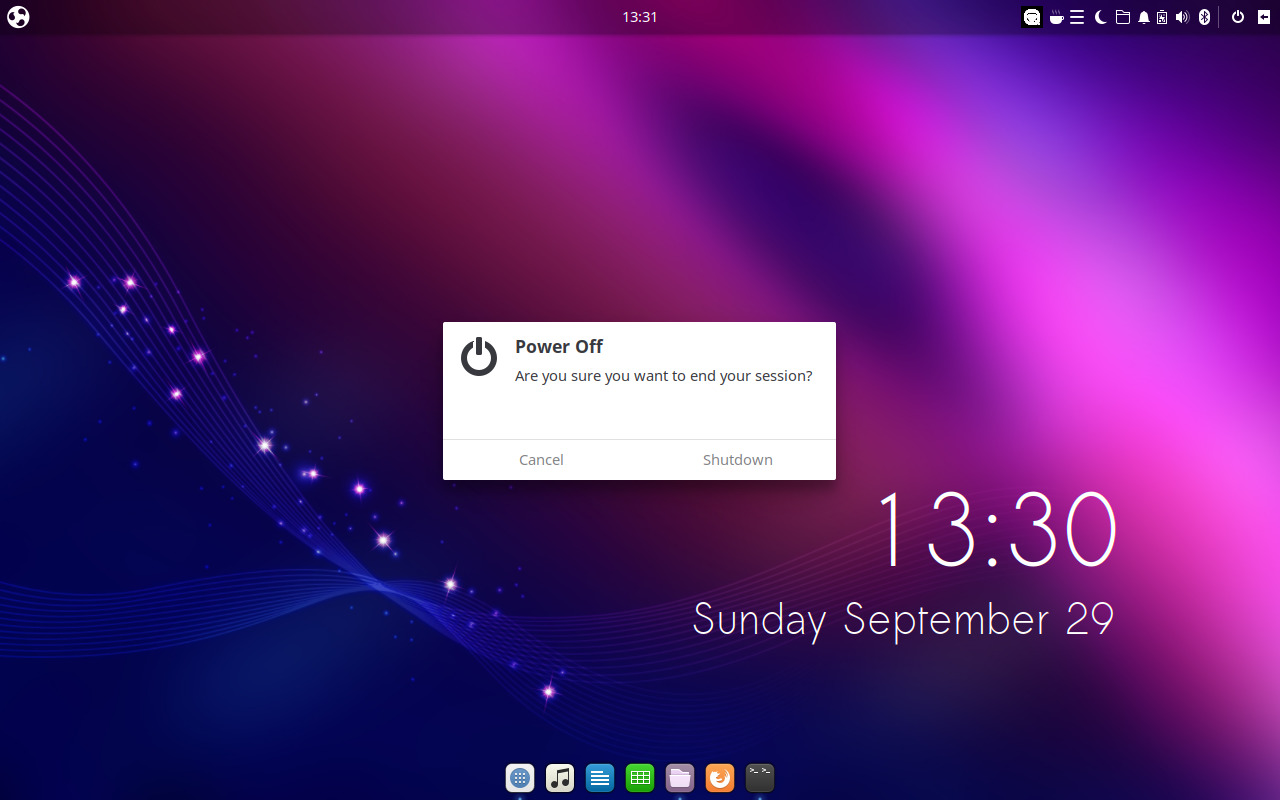 13:31
Power Off
Are you sure you want to end your session?
Cancel Shutdown
13:30
Sunday September 29
>_ >_